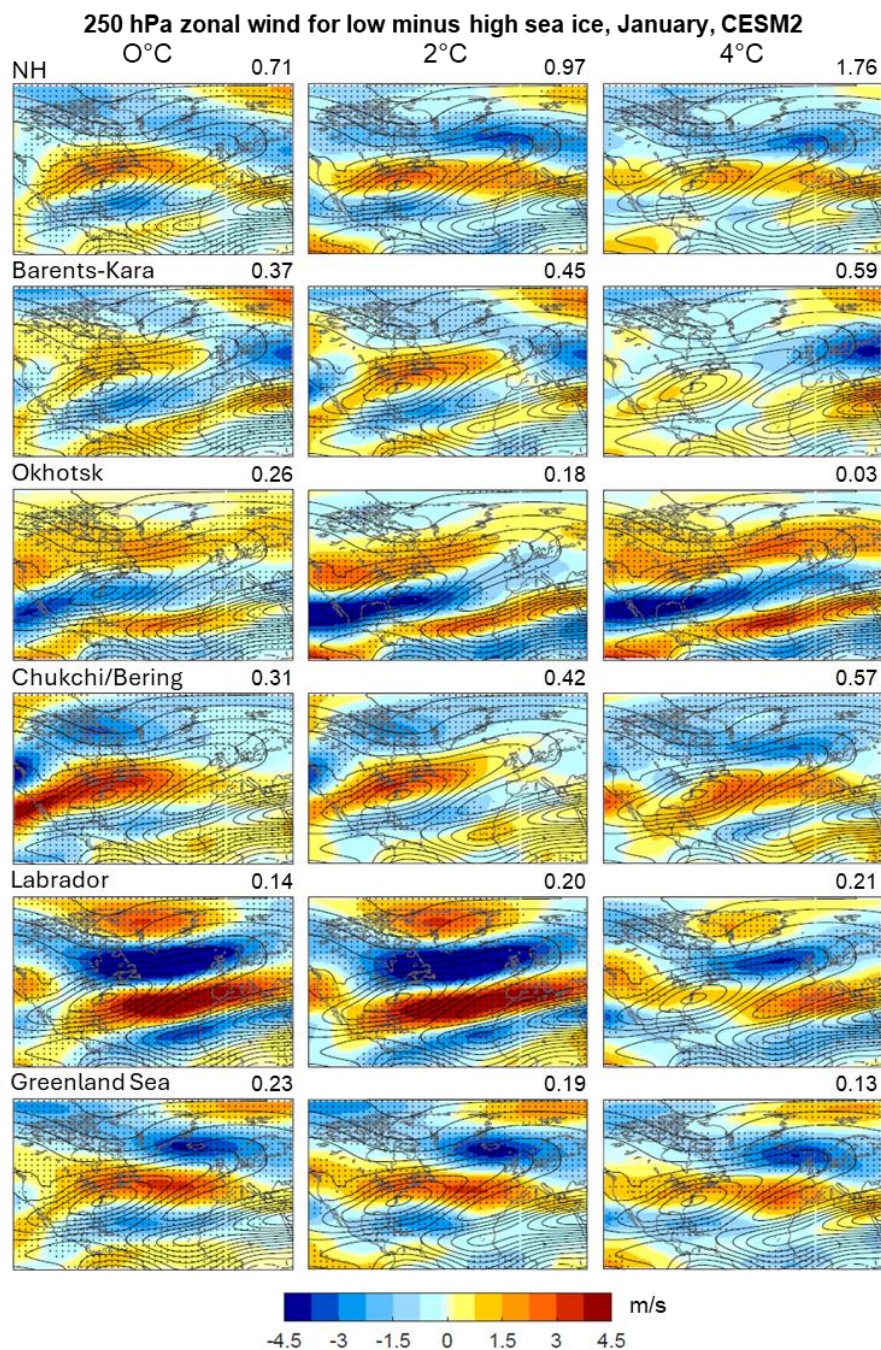 250 hPa zonal wind for low minus high sea ice, January, CESM2
0°C 2°C 4°C
NH 0.71 0.97 1.76
Barents-Kara 0.37 0.45 0.59
Okhotsk 0.26 0.18 0.03
Chukchi/Bering 0.31 0.42 0.57
Labrador 0.14 0.20 0.21
Greenland Sea 0.23 0.19 0.13
m/s
-4.5 -3 -1.5 0 1.5 3 4.5